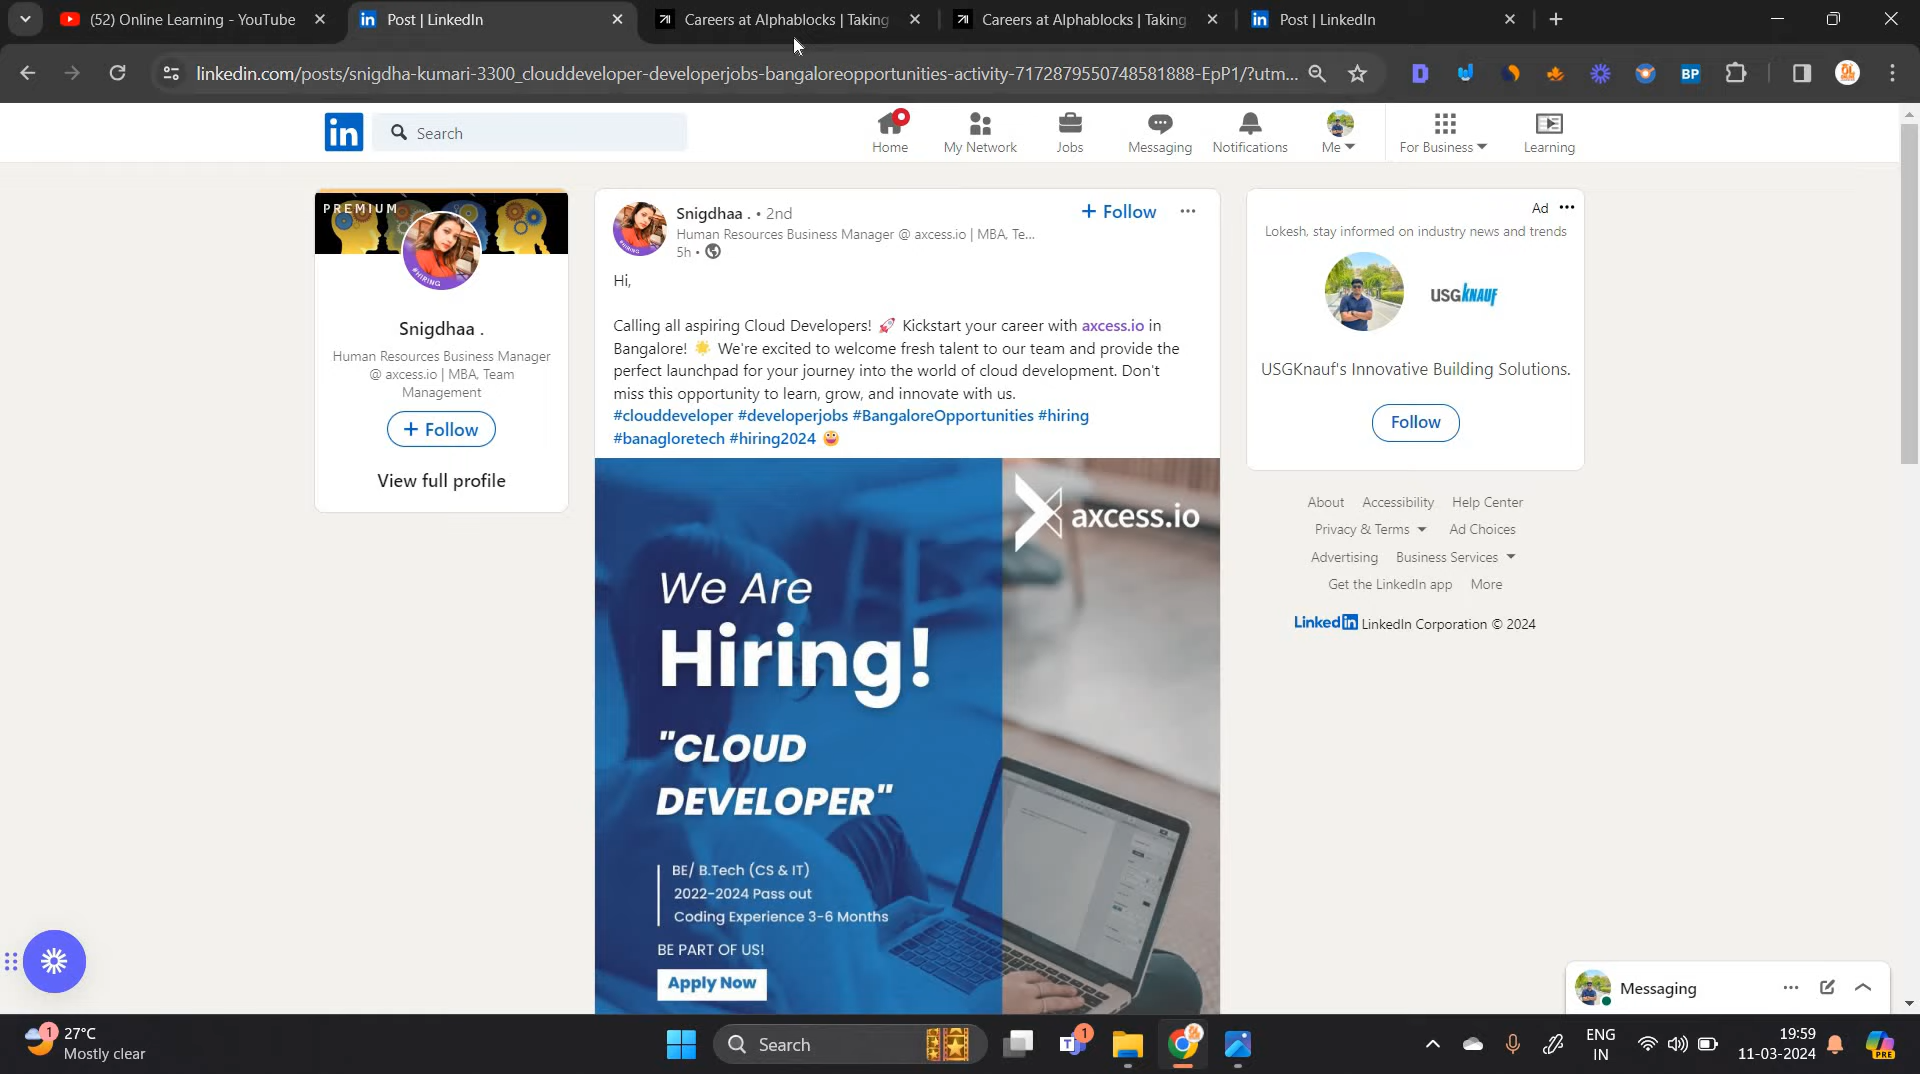 (52) Online Learning - YouTube
Post | LinkedIn
Careers at Alphablocks | Taking
Careers at Alphablocks | Taking
Post | LinkedIn
linkedin.com/posts/snigdha-kumari-3300_clouddeveloper-developerjobs-bangaloreopportunities-activity-7172879550748581888-EpP1/?utm...
BP
in
Search
Home
My Network
Jobs
Messaging
Notifications
Me
For Business
Learning
PREMIUM
#HIRING
Snigdhaa .
Human Resources Business Manager
@ axcess.io | MBA, Team
Management
+ Follow
View full profile
Snigdhaa . • 2nd
Human Resources Business Manager @ axcess.io | MBA, Te...
5h •
+ Follow
Hi,
Calling all aspiring Cloud Developers! 🚀 Kickstart your career with axcess.io in
Bangalore! 🌟 We're excited to welcome fresh talent to our team and provide the
perfect launchpad for your journey into the world of cloud development. Don't
miss this opportunity to learn, grow, and innovate with us.
#clouddeveloper #developerjobs #BangaloreOpportunities #hiring
#banagloretech #hiring2024
axcess.io
We Are
Hiring!
"CLOUD
DEVELOPER"
BE/ B.Tech (CS & IT)
2022-2024 Pass out
Coding Experience 3-6 Months
BE PART OF US!
Apply Now
Ad
Lokesh, stay informed on industry news and trends
USG KNAUF
USGKnauf's Innovative Building Solutions.
Follow
About Accessibility Help Center
Privacy & Terms Ad Choices
Advertising Business Services
Get the LinkedIn app More
LinkedIn LinkedIn Corporation © 2024
Messaging
1
27°C
Mostly clear
Search
1
ENG
IN
19:59
11-03-2024
PRE